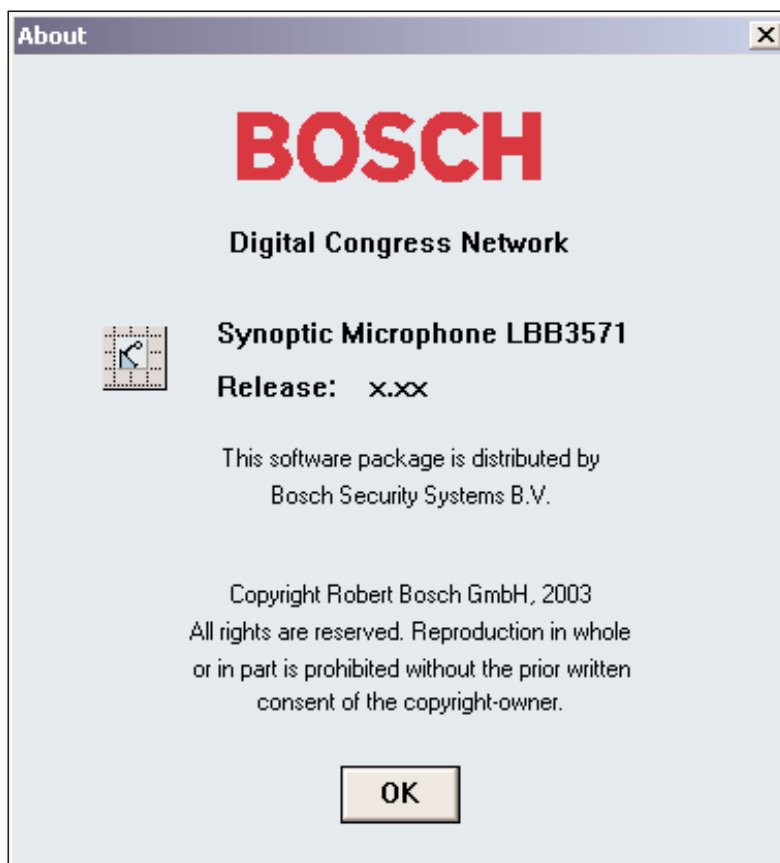 About
BOSCH
Digital Congress Network
Synoptic Microphone LBB3571
Release: x.xx
This software package is distributed by
Bosch Security Systems B.V.
Copyright Robert Bosch GmbH, 2003
All rights are reserved. Reproduction in whole
or in part is prohibited without the prior written
consent of the copyright-owner.
OK